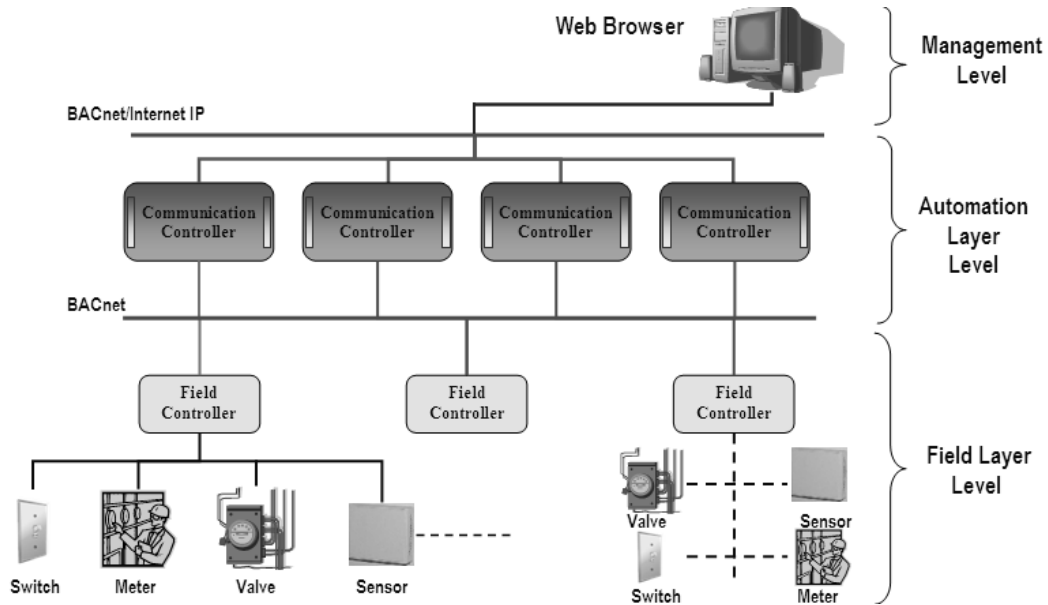 Web Browser
Management
Level
BACnet/Internet IP
Communication
Controller
Communication
Controller
Communication
Controller
Communication
Controller
Automation
Layer
Level
BACnet
Field
Controller
Field
Controller
Field
Controller
Field Layer
Level
Valve
Sensor
Switch
Meter
Valve
Sensor
Switch
Meter